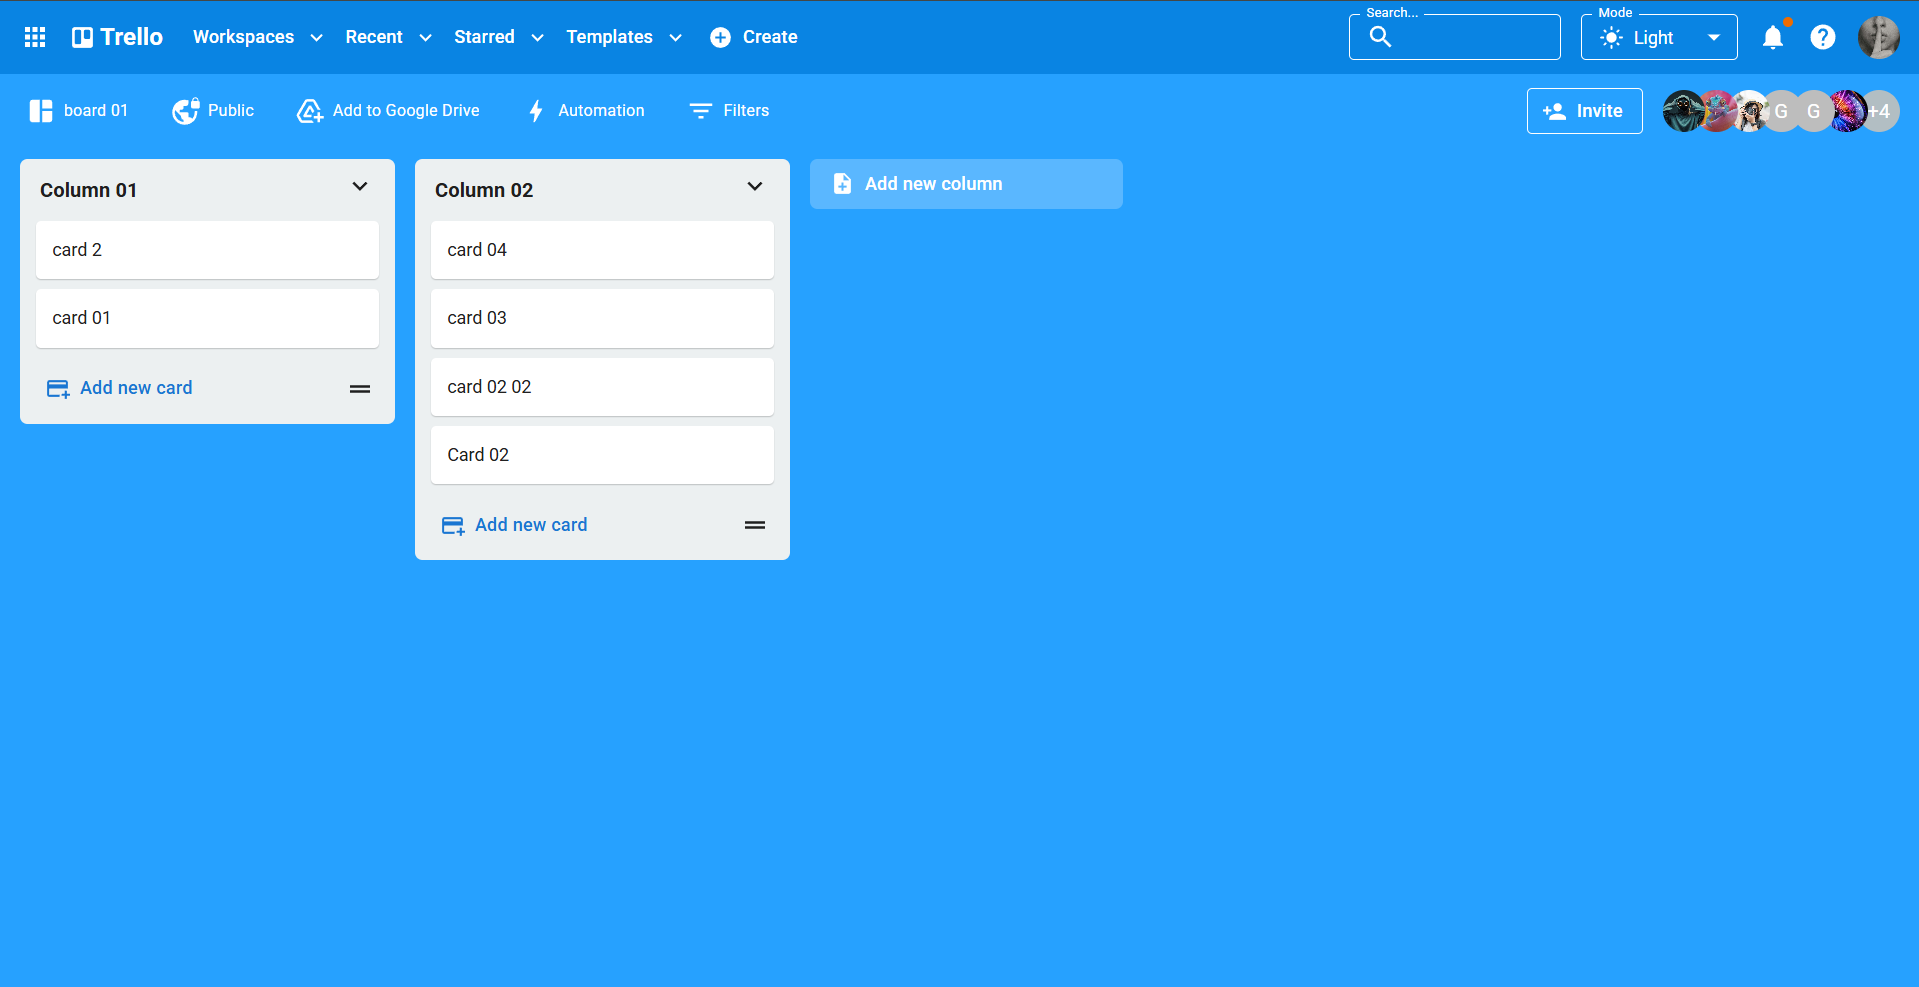 Trello Workspaces Recent Starred Templates Create Search... Mode Light
board 01 Public Add to Google Drive Automation Filters Invite G G +4
Column 01
card 2
card 01
Add new card
Column 02
card 04
card 03
card 02 02
Card 02
Add new card
Add new column